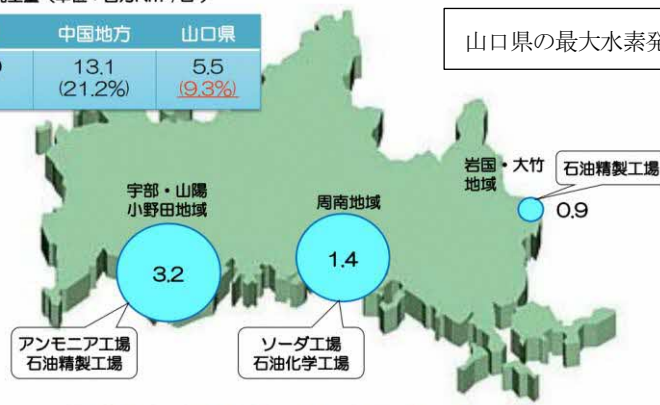 中国地方 山口県
13.1 5.5
(21.2%) (9.3%)
山口県の最大水素発
岩国・大竹
地域
石油精製工場
0.9
宇部・山陽
小野田地域
3.2
アンモニア工場
石油精製工場
周南地域
1.4
ソーダ工場
石油化学工場